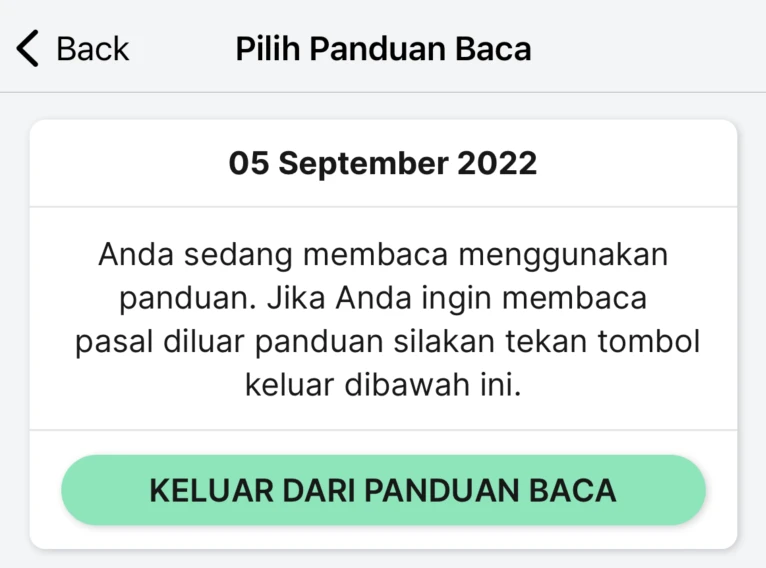 Back
Pilih Panduan Baca
05 September 2022
Anda sedang membaca menggunakan
panduan. Jika Anda ingin membaca
pasal diluar panduan silakan tekan tombol
keluar dibawah ini.
KELUAR DARI PANDUAN BACA